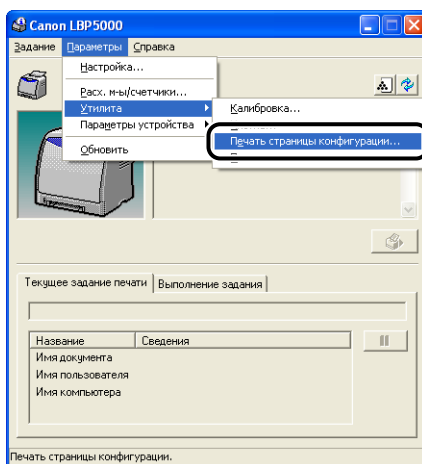 Canon LBP5000
Задание Параметры Справка
Настройка...
Расх. м-ы/счетчики...
Утилита
Параметры устройства
Обновить
Калибровка...
Печать страницы конфигурации...
Текущее задание печати
Выполнение задания
Название Сведения
Имя документа
Имя пользователя
Имя компьютера
Печать страницы конфигурации.